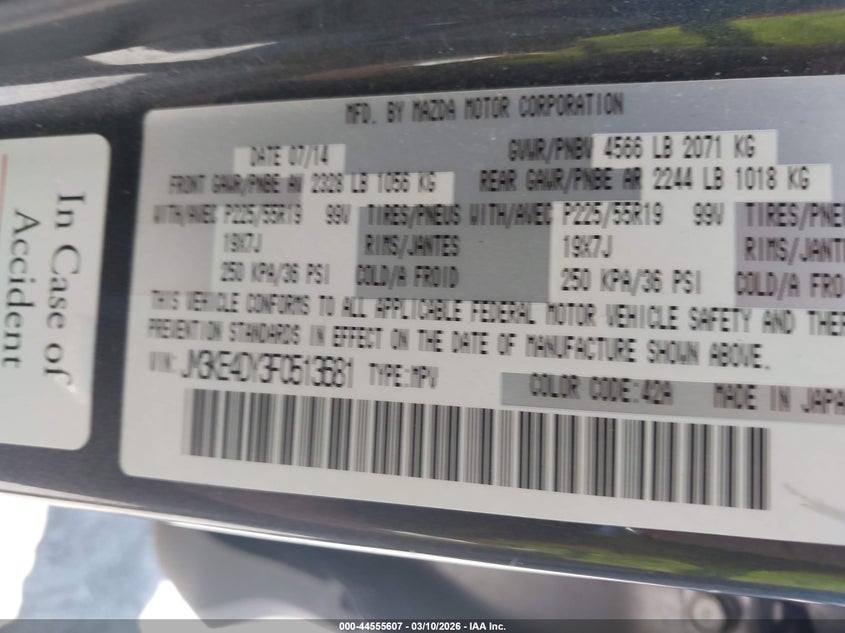 In Case of
Accident
MFD. BY MAZDA MOTOR CORPORATION
DATE 07/14 GVWR/PNBV 4566 LB 2071 KG
FRONT GAWR/PNBE AV 2328 LB 1056 KG REAR GAWR/PNBE AR 2244 LB 1018 KG
WITH/AVEC P225/55R19 99V TIRES/PNEUS WITH/AVEC P225/55R19 99V TIRES/PNEU
19X7J RIMS/JANTES 19X7J RIMS/JANT
250 KPA/36 PSI COLD/A FROID 250 KPA/36 PSI COLD/A FRO
THIS VEHICLE CONFORMS TO ALL APPLICABLE FEDERAL MOTOR VEHICLE SAFETY AND THEF
PREVENTION STANDARDS IN EFFECT ON THE DATE OF MANUFACTURE SHOWN ABOVE.
VIN: JM3KE4DY3F0513681 TYPE:MPV
COLOR CODE:42A MADE IN JAPA
000-44555607 - 03/10/2026 - IAA Inc.